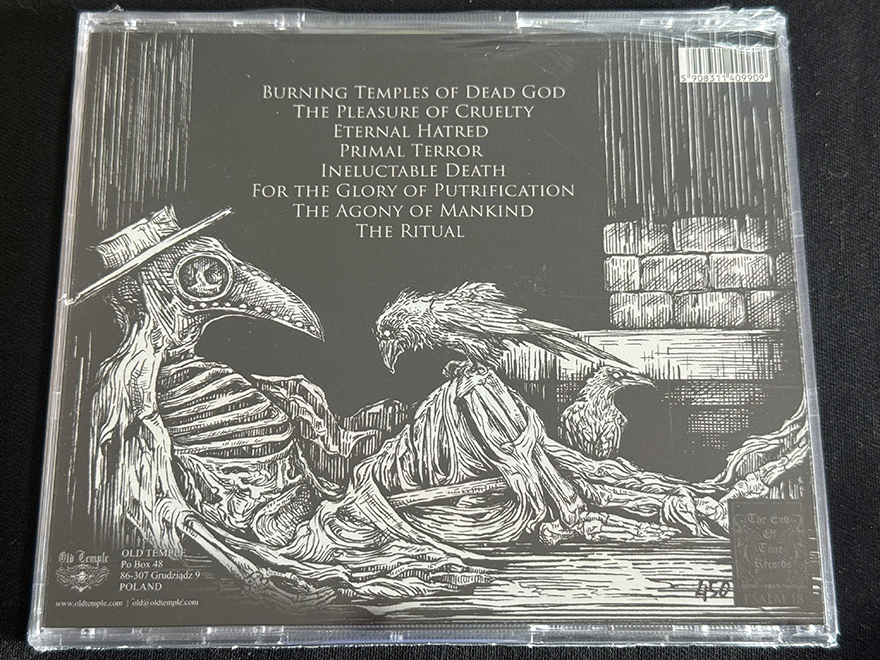 5 908311 409909
BURNING TEMPLES OF DEAD GOD
THE PLEASURE OF CRUELTY
ETERNAL HATRED
PRIMAL TERROR
INELUCTABLE DEATH
FOR THE GLORY OF PUTRIFICATION
THE AGONY OF MANKIND
THE RITUAL
Old Temple
OLD TEMPLE
Po Box 48
86-307 Grudziądz 9
POLAND
www.oldtemple.com | old@oldtemple.com
The End
Of
Time
Records
PSALM 18